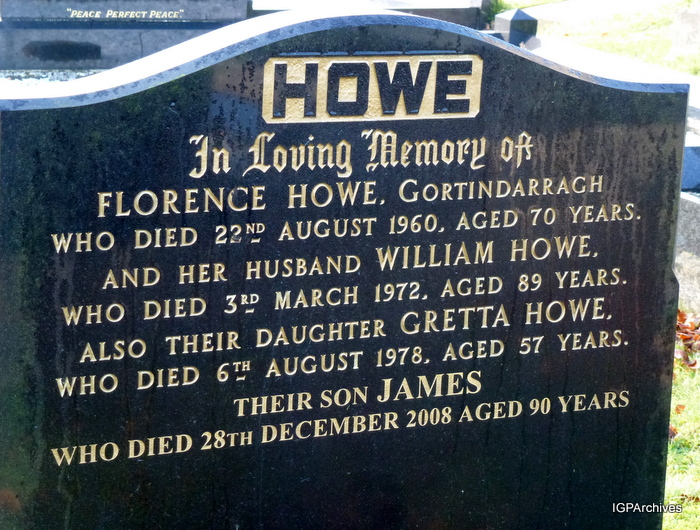 "Peace Perfect Peace"
HOWE
In Loving Memory of
FLORENCE HOWE, GORTINDARRAGH
WHO DIED 22ND AUGUST 1960, AGED 70 YEARS.
AND HER HUSBAND WILLIAM HOWE,
WHO DIED 3RD MARCH 1972, AGED 89 YEARS.
ALSO THEIR DAUGHTER GRETTA HOWE,
WHO DIED 6TH AUGUST 1978, AGED 57 YEARS.
THEIR SON JAMES
WHO DIED 28TH DECEMBER 2008 AGED 90 YEARS
IGPArchives